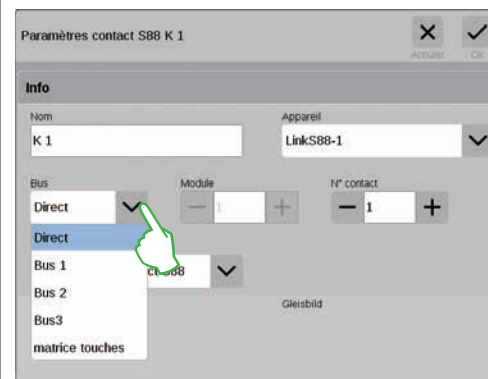 Paramètres contact S88 K 1
Annuler OK
Info
Nom Appareil
K 1 LinkS88-1
Bus Module N° contact
Direct 1 1
Direct
Bus 1
Bus 2 S88
Bus3 Gleisbild
matrice touches